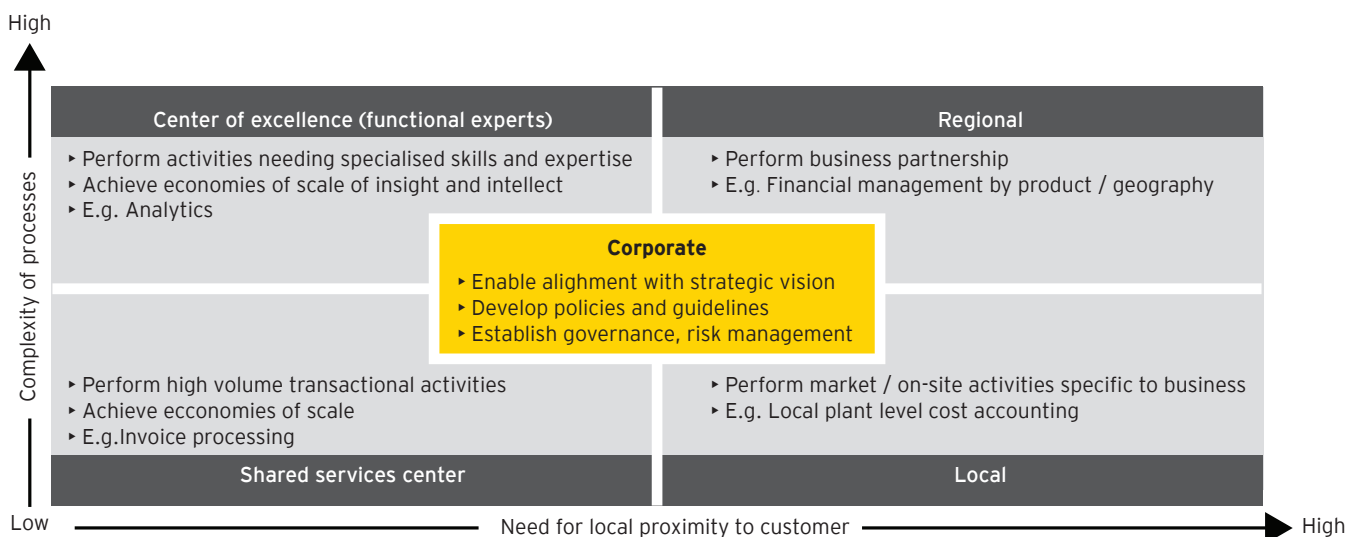 High
Complexity of processes
Center of excellence (functional experts)
▸ Perform activities needing specialised skills and expertise
▸ Achieve economies of scale of insight and intellect
▸ E.g. Analytics
Regional
▸ Perform business partnership
▸ E.g. Financial management by product / geography
Corporate
▸ Enable alighment with strategic vision
▸ Develop policies and guidelines
▸ Establish governance, risk management
▸ Perform high volume transactional activities
▸ Achieve ecconomies of scale
▸ E.g.Invoice processing
Shared services center
▸ Perform market / on-site activities specific to business
▸ E.g. Local plant level cost accounting
Local
Low
Need for local proximity to customer
High